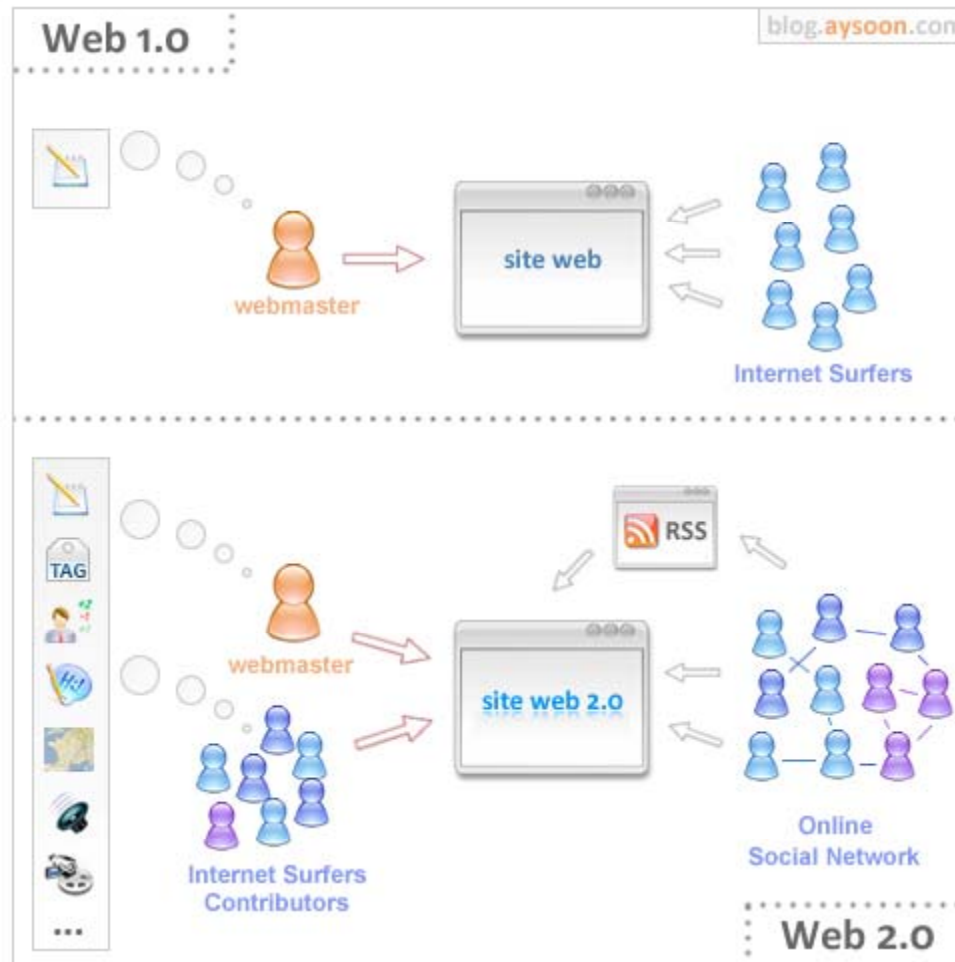 Web 1.0
blog.aysoon.com
webmaster
site web
Internet Surfers
TAG
RSS
webmaster
site web 2.0
Internet Surfers
Contributors
Online
Social Network
...
Web 2.0